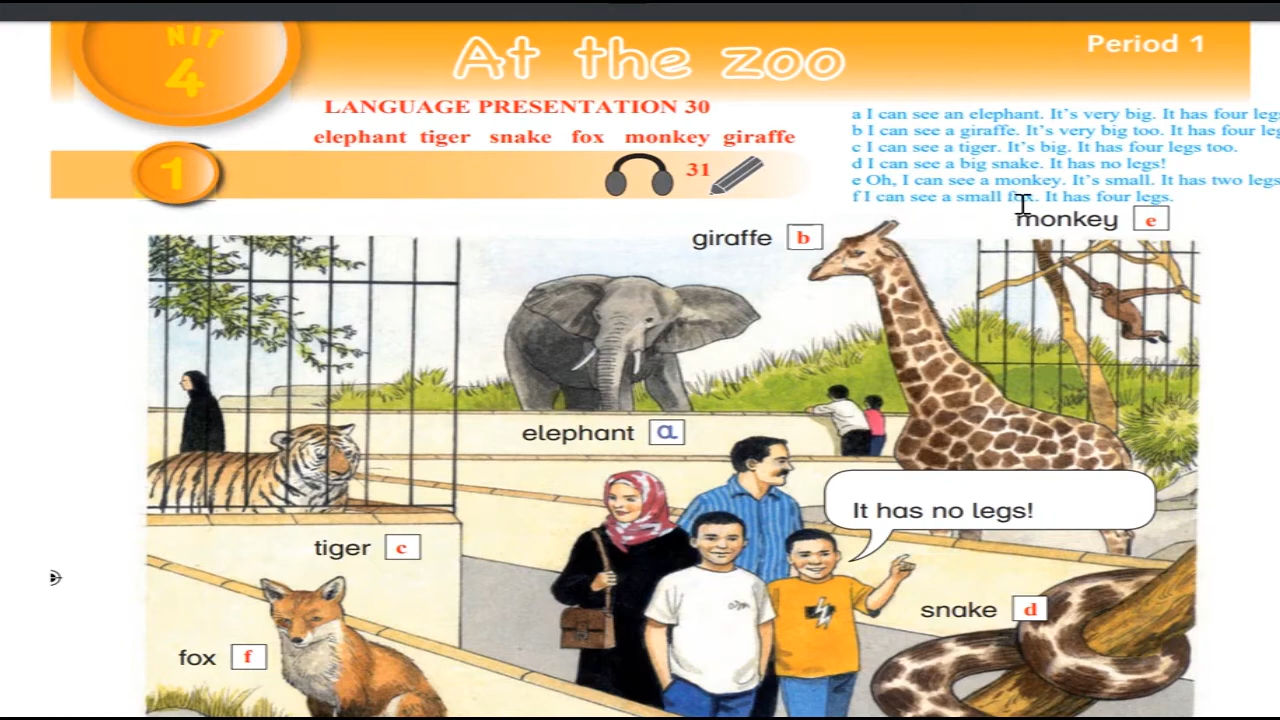 NIT
4
At the zoo
Period 1
LANGUAGE PRESENTATION 30
elephant tiger snake fox monkey giraffe
1
31
a I can see an elephant. It's very big. It has four legs
b I can see a giraffe. It's very big too. It has four leg
c I can see a tiger. It's big. It has four legs too.
d I can see a big snake. It has no legs!
e Oh, I can see a monkey. It's small. It has two legs
f I can see a small fox. It has four legs.
monkey e
giraffe b
elephant a
It has no legs!
tiger c
snake d
fox f